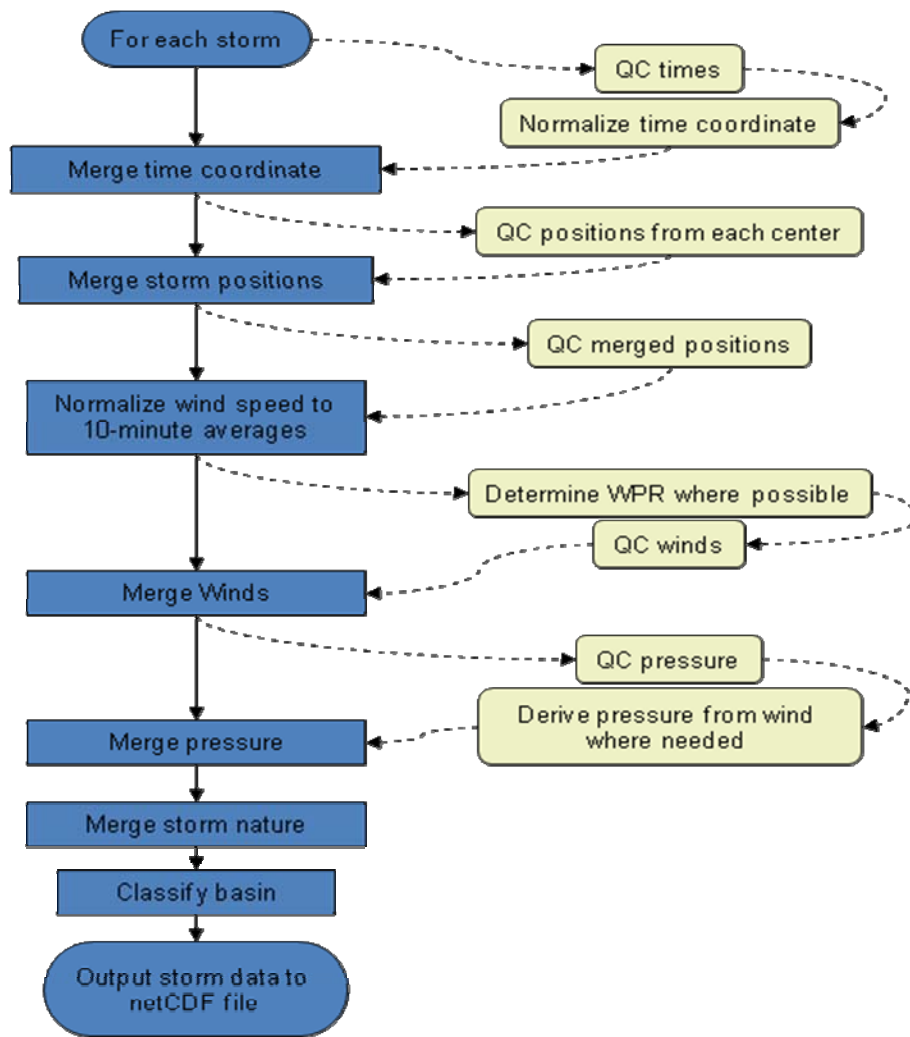 For each storm
QC times
Normalize time coordinate
Merge time coordinate
QC positions from each center
Merge storm positions
QC merged positions
Normalize wind speed to
10-minute averages
Determine WPR where possible
QC winds
Merge Winds
QC pressure
Derive pressure from wind
where needed
Merge pressure
Merge storm nature
Classify basin
Output storm data to
netCDF file